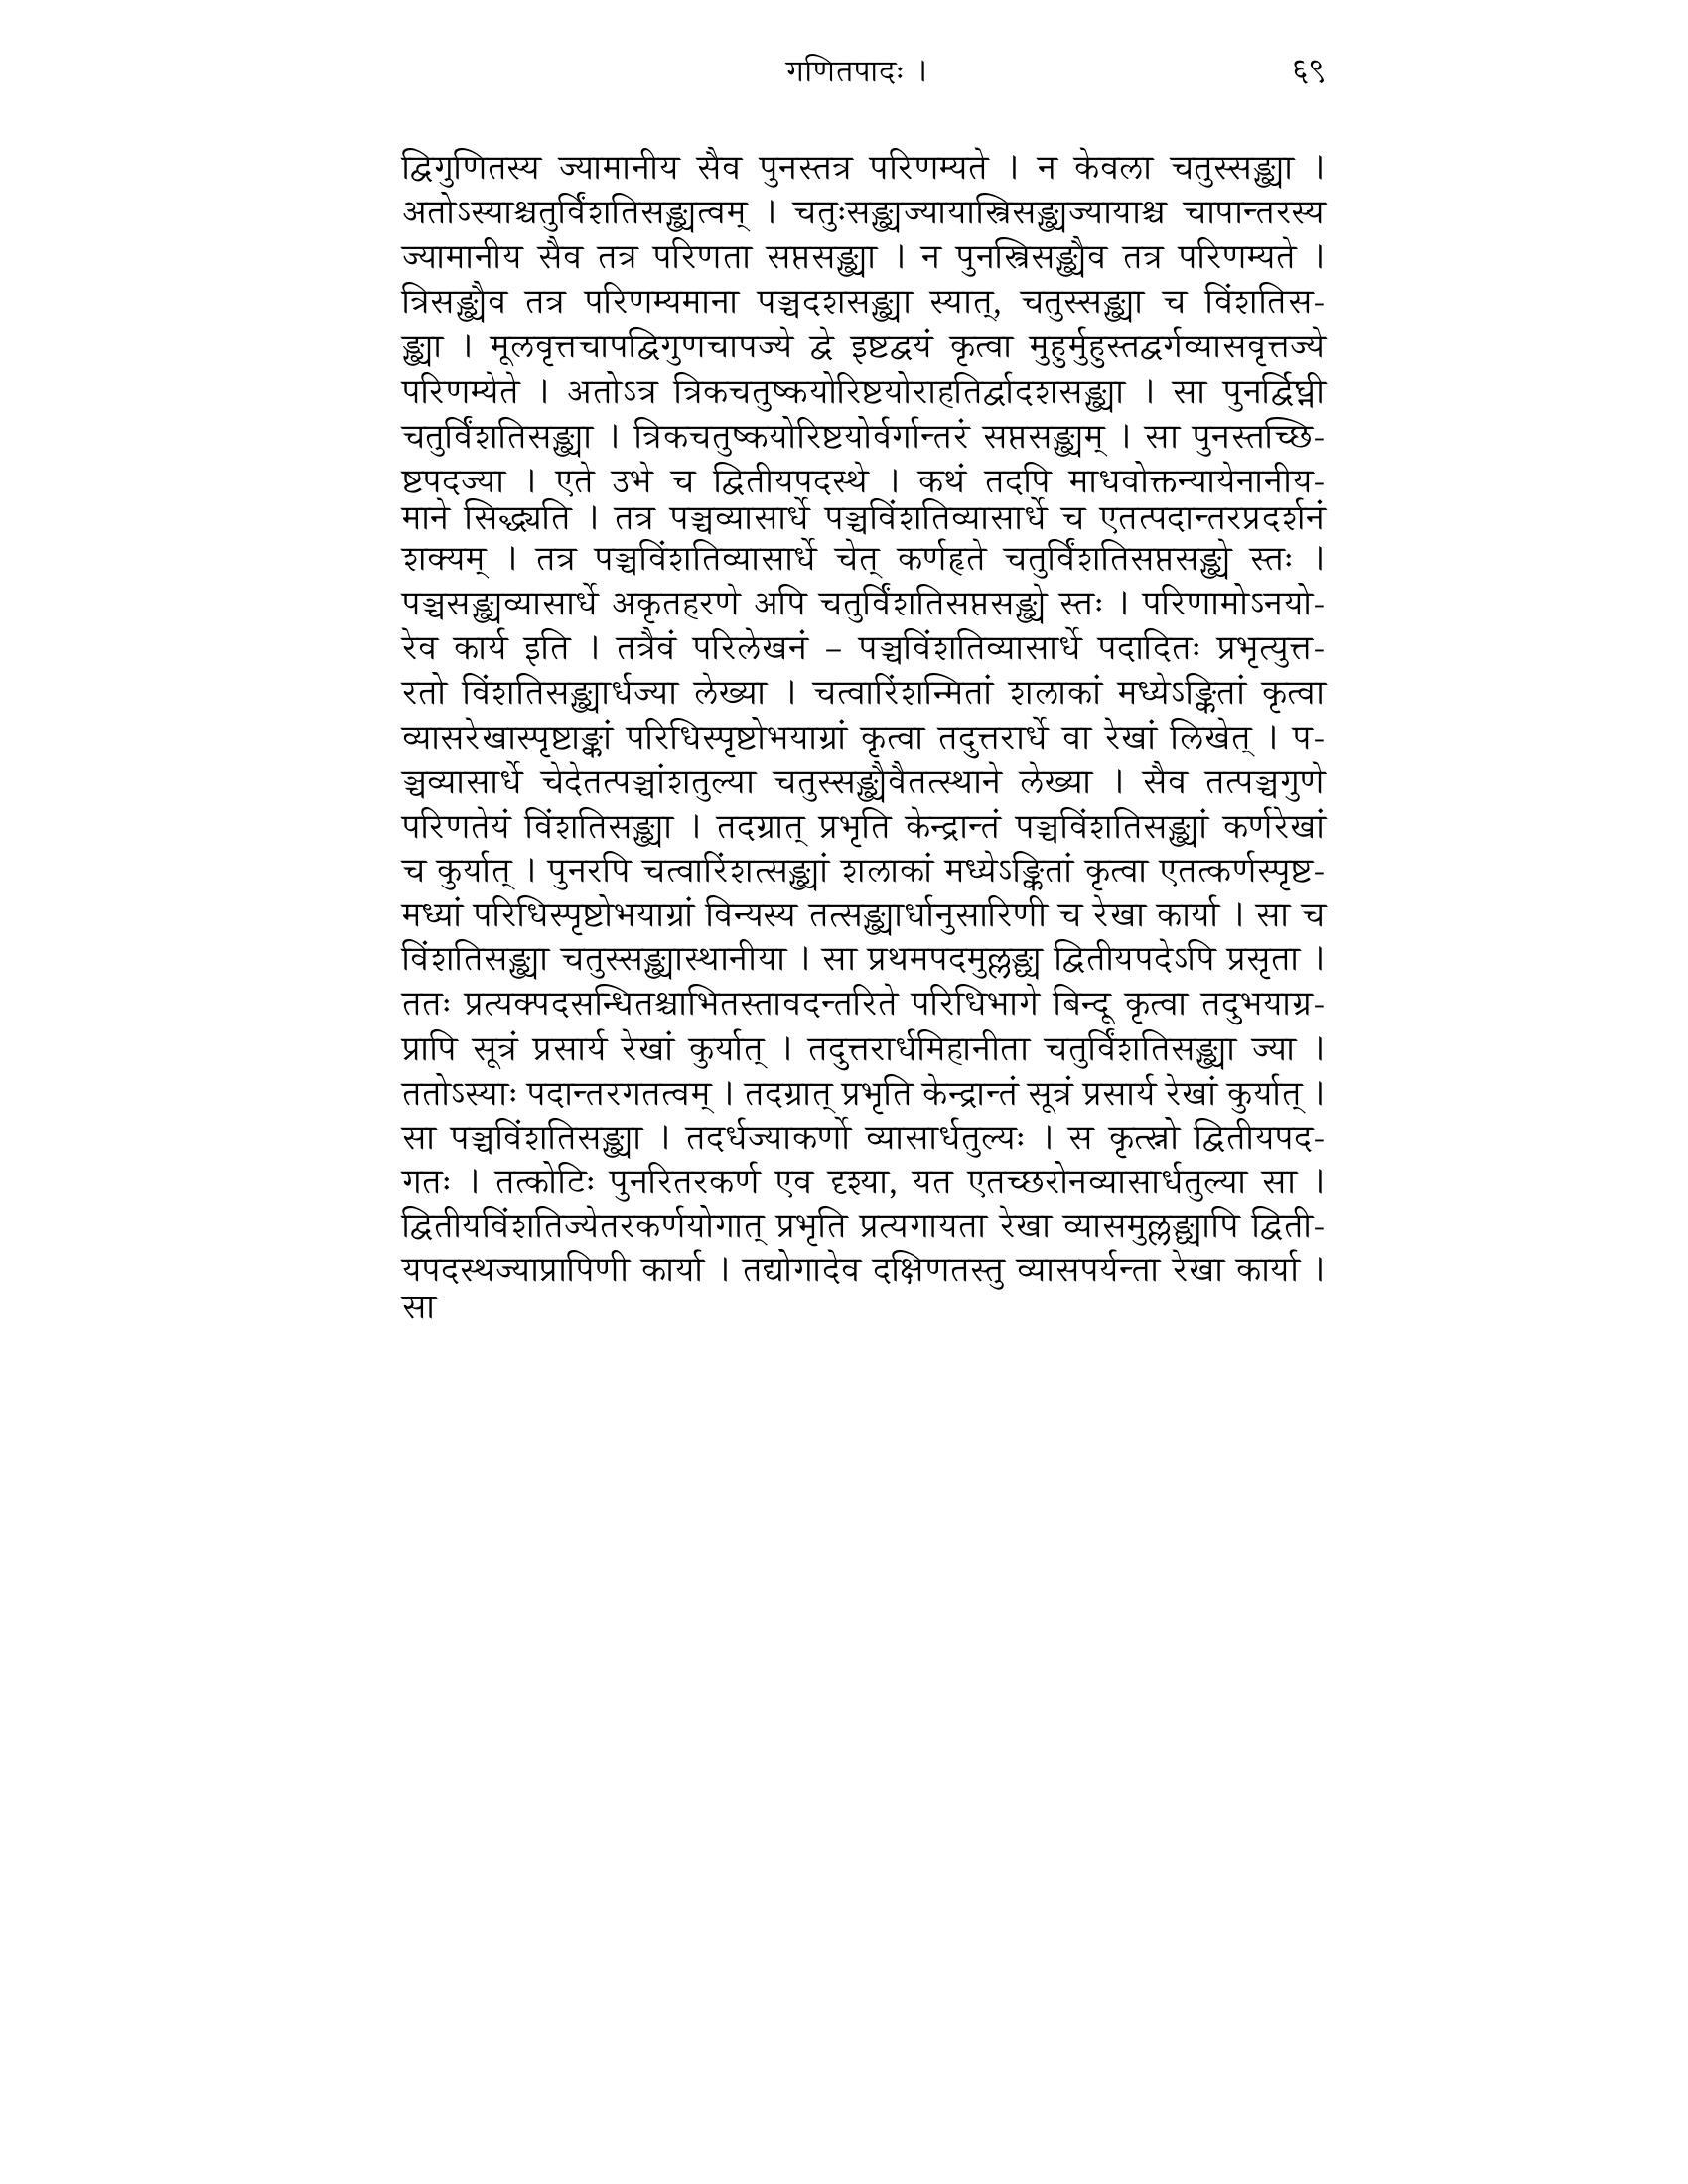 गणितपादः । ६९
द्विगुणितस्य ज्यामानीय सैव पुनस्तत्र परिणम्यते । न केवला चतुस्सङ्ख्या ।
अतोऽस्याश्चतुर्विंशतिसङ्ख्यत्वम् । चतुःसङ्ख्यज्यायास्त्रिसङ्ख्यज्यायाश्च चापान्तरस्य
ज्यामानीय सैव तत्र परिणता सप्तसङ्ख्या । न पुनस्त्रिसङ्ख्यैव तत्र परिणम्यते ।
त्रिसङ्ख्यैव तत्र परिणम्यमाना पञ्चदशसङ्ख्या स्यात्, चतुस्सङ्ख्या च विंशतिस-
ङ्ख्या । मूलवृत्तचापद्विगुणचापज्ये द्वे इष्टद्वयं कृत्वा मुहुर्मुहुस्तद्वर्गव्यासवृत्तज्ये
परिणम्येते । अतोऽत्र त्रिकचतुष्कयोरिष्टयोराहतिर्द्वादशसङ्ख्या । सा पुनर्द्विघ्नी
चतुर्विंशतिसङ्ख्या । त्रिकचतुष्कयोरिष्टयोर्वर्गान्तरं सप्तसङ्ख्यम् । सा पुनस्तच्छि-
ष्टपदज्या । एते उभे च द्वितीयपदस्थे । कथं तदपि माधवोक्तन्यायेनानीय-
माने सिद्ध्यति । तत्र पञ्चव्यासार्धे पञ्चविंशतिव्यासार्धे च एतत्पदान्तरप्रदर्शनं
शक्यम् । तत्र पञ्चविंशतिव्यासार्धे चेत् कर्णहृते चतुर्विंशतिसप्तसङ्ख्ये स्तः ।
पञ्चसङ्ख्यव्यासार्धे अकृतहरणे अपि चतुर्विंशतिसप्तसङ्ख्ये स्तः । परिणामोऽनयो-
रेव कार्य इति । तत्रैवं परिलेखनं – पञ्चविंशतिव्यासार्धे पदादितः प्रभृत्युत्त-
रतो विंशतिसङ्ख्यार्धज्या लेख्या । चत्वारिंशन्मितां शलाकां मध्येऽङ्कितां कृत्वा
व्यासरेखास्पृष्टाङ्कां परिधिस्पृष्टोभयाग्रां कृत्वा तदुत्तरार्धे वा रेखां लिखेत् । प-
ञ्चव्यासार्धे चेदेतत्पञ्चांशतुल्या चतुस्सङ्ख्यैवैतत्स्थाने लेख्या । सैव तत्पञ्चगुणे
परिणतेयं विंशतिसङ्ख्या । तदग्रात् प्रभृति केन्द्रान्तं पञ्चविंशतिसङ्ख्यां कर्णरेखां
च कुर्यात् । पुनरपि चत्वारिंशत्सङ्ख्यां शलाकां मध्येऽङ्कितां कृत्वा एतत्कर्णस्पृष्ट-
मध्यां परिधिस्पृष्टोभयाग्रां विन्यस्य तत्सङ्ख्यार्धानुसारिणी च रेखा कार्या । सा च
विंशतिसङ्ख्या चतुस्सङ्ख्यास्थानीया । सा प्रथमपदमुल्लङ्घ्य द्वितीयपदेऽपि प्रसृता ।
ततः प्रत्यक्पदसन्धितश्चाभितस्तावदन्तरिते परिधिभागे बिन्दू कृत्वा तदुभयाग्र-
प्रापि सूत्रं प्रसार्य रेखां कुर्यात् । तदुत्तरार्धमिहानीता चतुर्विंशतिसङ्ख्या ज्या ।
ततोऽस्याः पदान्तरगतत्वम् । तदग्रात् प्रभृति केन्द्रान्तं सूत्रं प्रसार्य रेखां कुर्यात् ।
सा पञ्चविंशतिसङ्ख्या । तदर्धज्याकर्णो व्यासार्धतुल्यः । स कृत्स्नो द्वितीयपद-
गतः । तत्कोटिः पुनरितरकर्ण एव दृश्या, यत एतच्छरोनव्यासार्धतुल्या सा ।
द्वितीयविंशतिज्येतरकर्णयोगात् प्रभृति प्रत्यगायता रेखा व्यासमुल्लङ्घ्यापि द्विती-
यपदस्थज्याप्रापिणी कार्या । तद्योगादेव दक्षिणतस्तु व्यासपर्यन्ता रेखा कार्या ।
सा